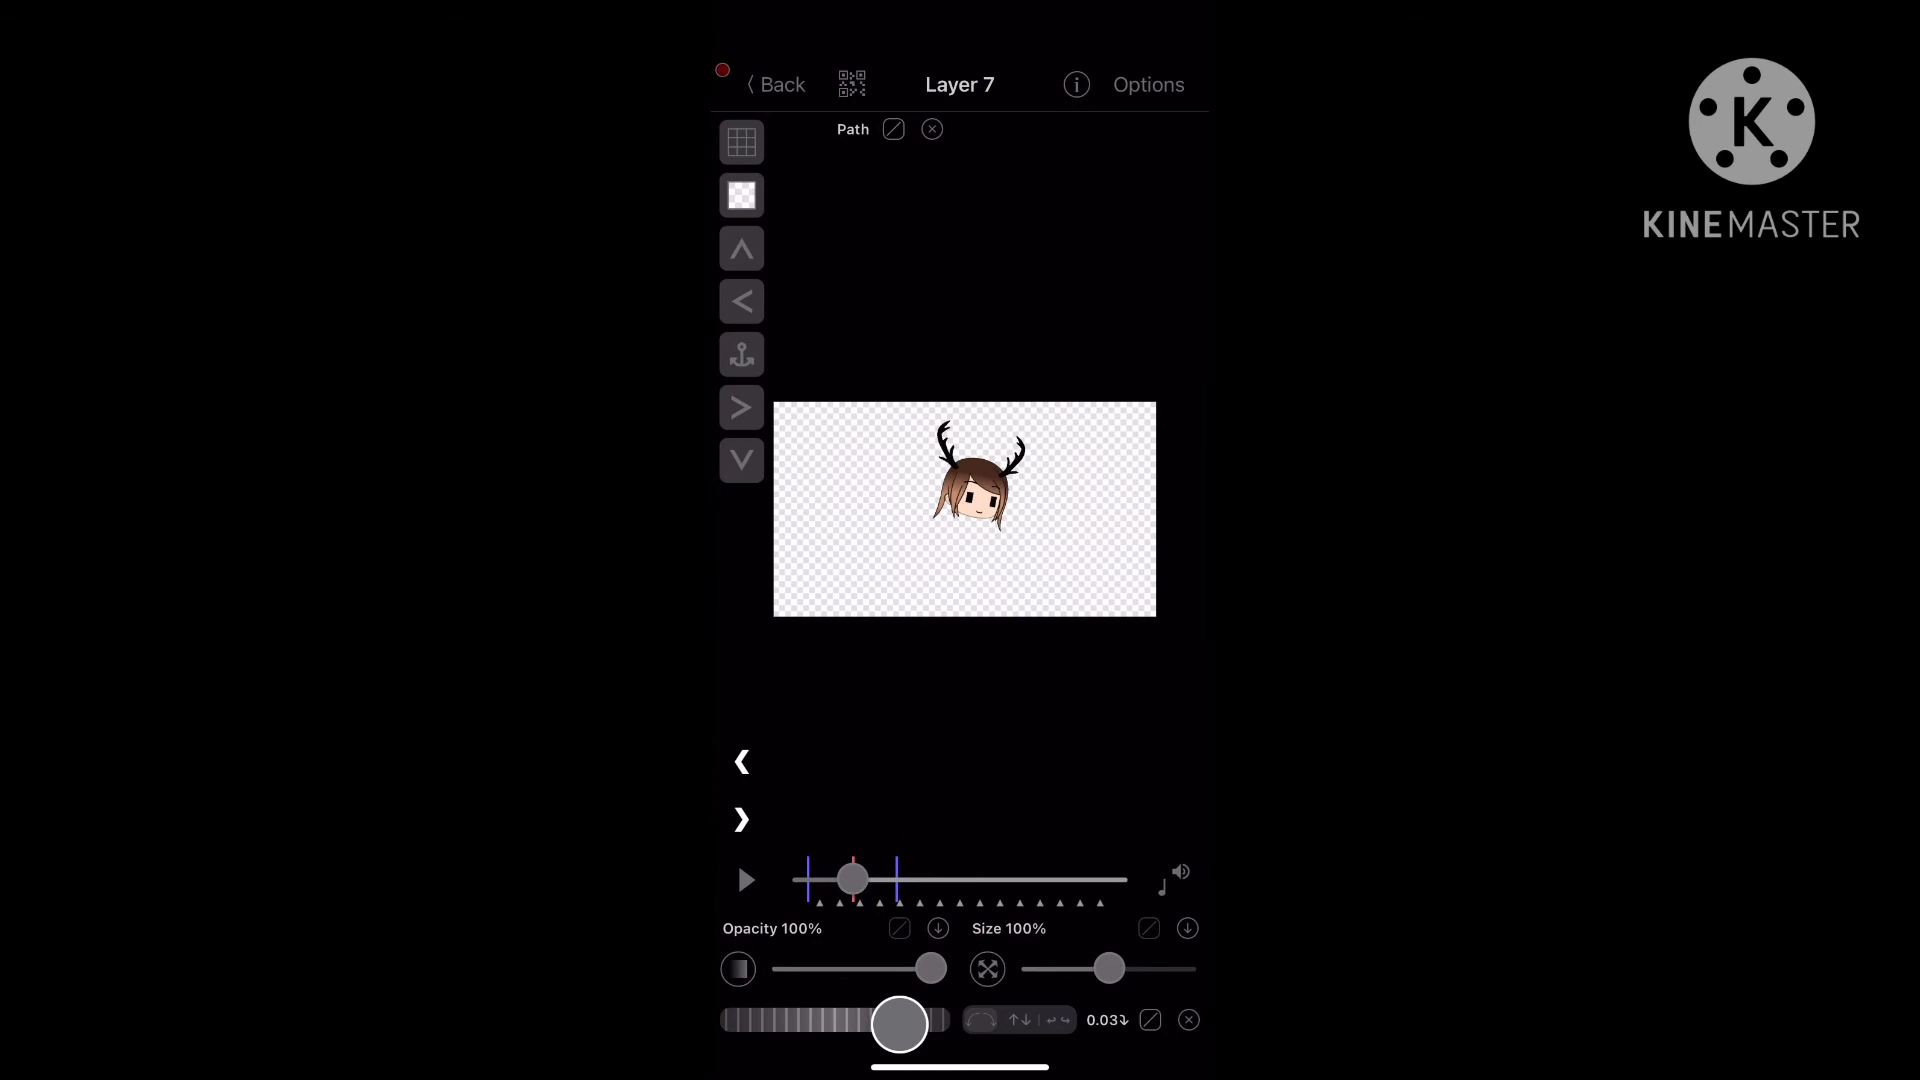 Back
Layer 7
Options
Path
K
KINEMASTER
Opacity 100%
Size 100%
0.03